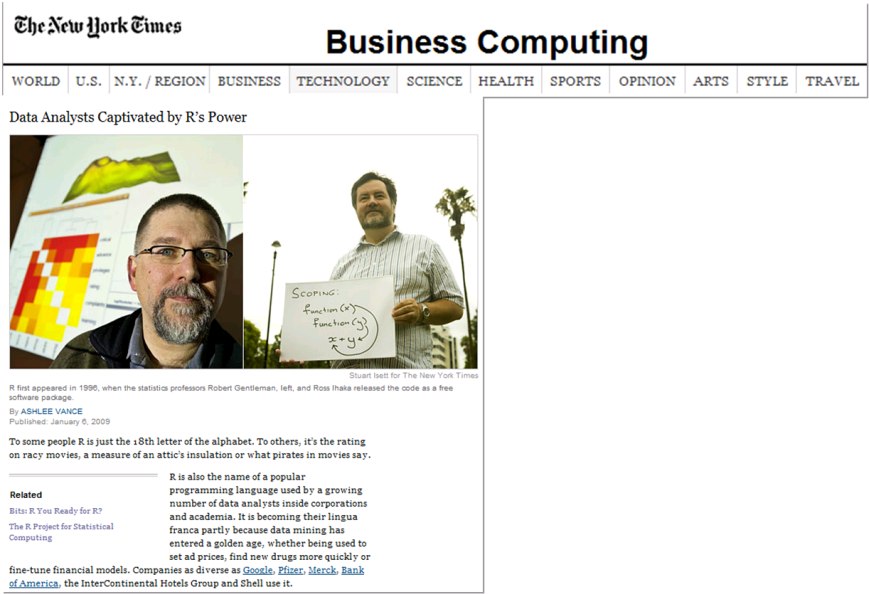 The New York Times
Business Computing
WORLD U.S. N.Y. / REGION BUSINESS TECHNOLOGY SCIENCE HEALTH SPORTS OPINION ARTS STYLE TRAVEL
Data Analysts Captivated by R's Power
SCOPING:
function(x)
function(y)
x + y
Stuart Isett for The New York Times
R first appeared in 1996, when the statistics professors Robert Gentleman, left, and Ross Ihaka released the code as a free
software package.
By ASHLEE VANCE
Published: January 6, 2009
To some people R is just the 18th letter of the alphabet. To others, it's the rating
on racy movies, a measure of an attic's insulation or what pirates in movies say.
Related
Bits: R You Ready for R?
The R Project for Statistical
Computing
R is also the name of a popular
programming language used by a growing
number of data analysts inside corporations
and academia. It is becoming their lingua
franca partly because data mining has
entered a golden age, whether being used to
set ad prices, find new drugs more quickly or
fine-tune financial models. Companies as diverse as Google, Pfizer, Merck, Bank
of America, the InterContinental Hotels Group and Shell use it.